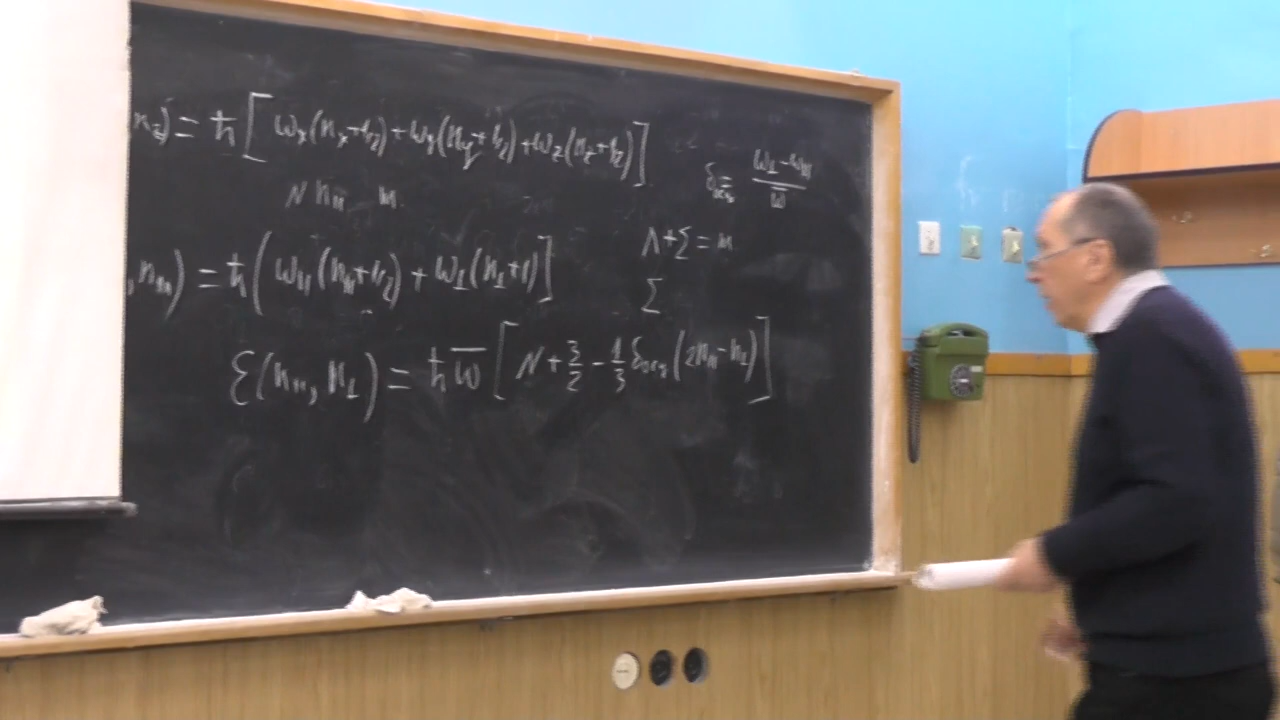 n_z) = ħ[ω_x(n_x+½)+ω_y(n_y+½)+ω_z(n_z+½)]
N n_∥ m
δ_osc = (ω_⊥−ω_∥)/ω̅
Λ+Σ=m
, n_∥) = ħ(ω_∥(n_∥+½) + ω_⊥(n_⊥+1)]
Σ
ε(n_∥, n_⊥) = ħω̅[N + 3/2 − 1/3 δ_osc(2n_∥−n_⊥)]